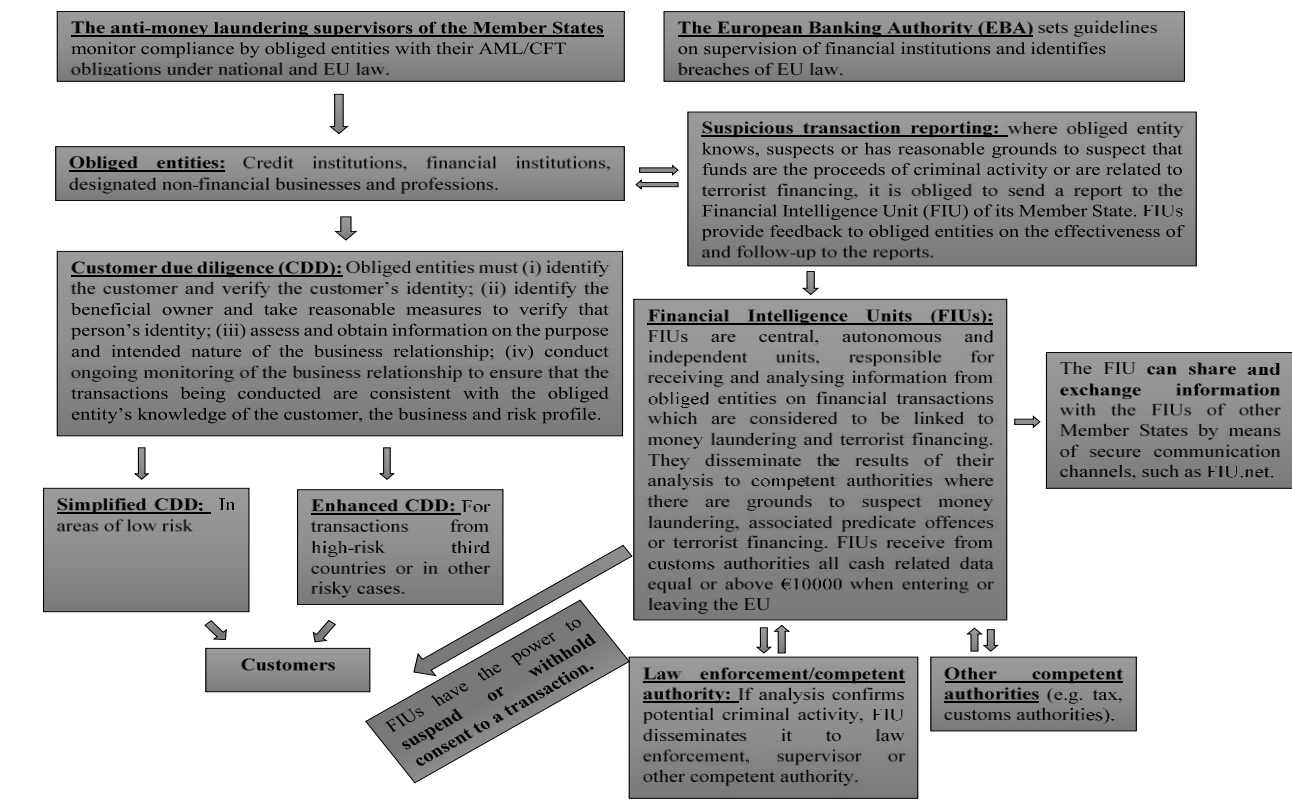 The anti-money laundering supervisors of the Member States
monitor compliance by obliged entities with their AML/CFT
obligations under national and EU law.
The European Banking Authority (EBA) sets guidelines
on supervision of financial institutions and identifies
breaches of EU law.
Obliged entities: Credit institutions, financial institutions,
designated non-financial businesses and professions.
Suspicious transaction reporting: where obliged entity
knows, suspects or has reasonable grounds to suspect that
funds are the proceeds of criminal activity or are related to
terrorist financing, it is obliged to send a report to the
Financial Intelligence Unit (FIU) of its Member State. FIUs
provide feedback to obliged entities on the effectiveness of
and follow-up to the reports.
Customer due diligence (CDD): Obliged entities must (i) identify
the customer and verify the customer's identity; (ii) identify the
beneficial owner and take reasonable measures to verify that
person's identity; (iii) assess and obtain information on the purpose
and intended nature of the business relationship; (iv) conduct
ongoing monitoring of the business relationship to ensure that the
transactions being conducted are consistent with the obliged
entity's knowledge of the customer, the business and risk profile.
Financial Intelligence Units (FIUs):
FIUs are central, autonomous and
independent units, responsible for
receiving and analysing information from
obliged entities on financial transactions
which are considered to be linked to
money laundering and terrorist financing.
They disseminate the results of their
analysis to competent authorities where
there are grounds to suspect money
laundering, associated predicate offences
or terrorist financing. FIUs receive from
customs authorities all cash related data
equal or above €10000 when entering or
leaving the EU
The FIU can share and
exchange information
with the FIUs of other
Member States by means
of secure communication
channels, such as FIU.net.
Simplified CDD: In
areas of low risk
Enhanced CDD: For
transactions from
high-risk third
countries or in other
risky cases.
Customers
FIUs have the power to
suspend or withhold
consent to a transaction.
Law enforcement/competent
authority: If analysis confirms
potential criminal activity, FIU
disseminates it to law
enforcement, supervisor or
other competent authority.
Other competent
authorities (e.g. tax,
customs authorities).